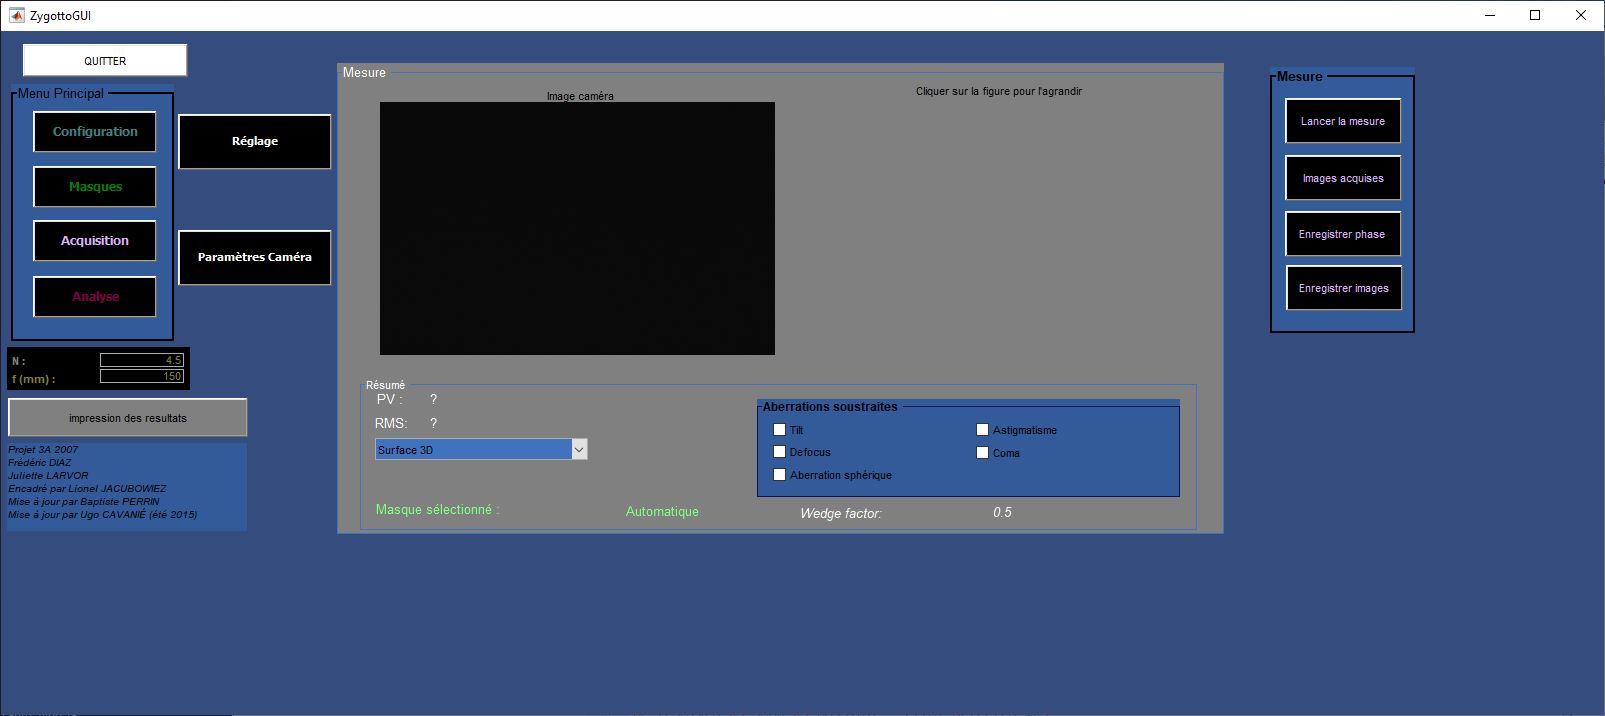 ZygottoGUI
QUITTER
Menu Principal
Configuration
Masques
Acquisition
Analyse
Réglage
Paramètres Caméra
N : 4.5
f (mm) : 150
impression des resultats
Projet 3A 2007
Frédéric DIAZ
Juliette LARVOR
Encadré par Lionel JACUBOWIEZ
Mise à jour par Baptiste PERRIN
Mise à jour par Ugo CAVANIÉ (été 2015)
Mesure
Image caméra
Cliquer sur la figure pour l'agrandir
Résumé
PV : ?
RMS: ?
Surface 3D
Aberrations soustraites
Tilt
Defocus
Aberration sphérique
Astigmatisme
Coma
Masque sélectionné : Automatique
Wedge factor: 0.5
Mesure
Lancer la mesure
Images acquises
Enregistrer phase
Enregistrer images